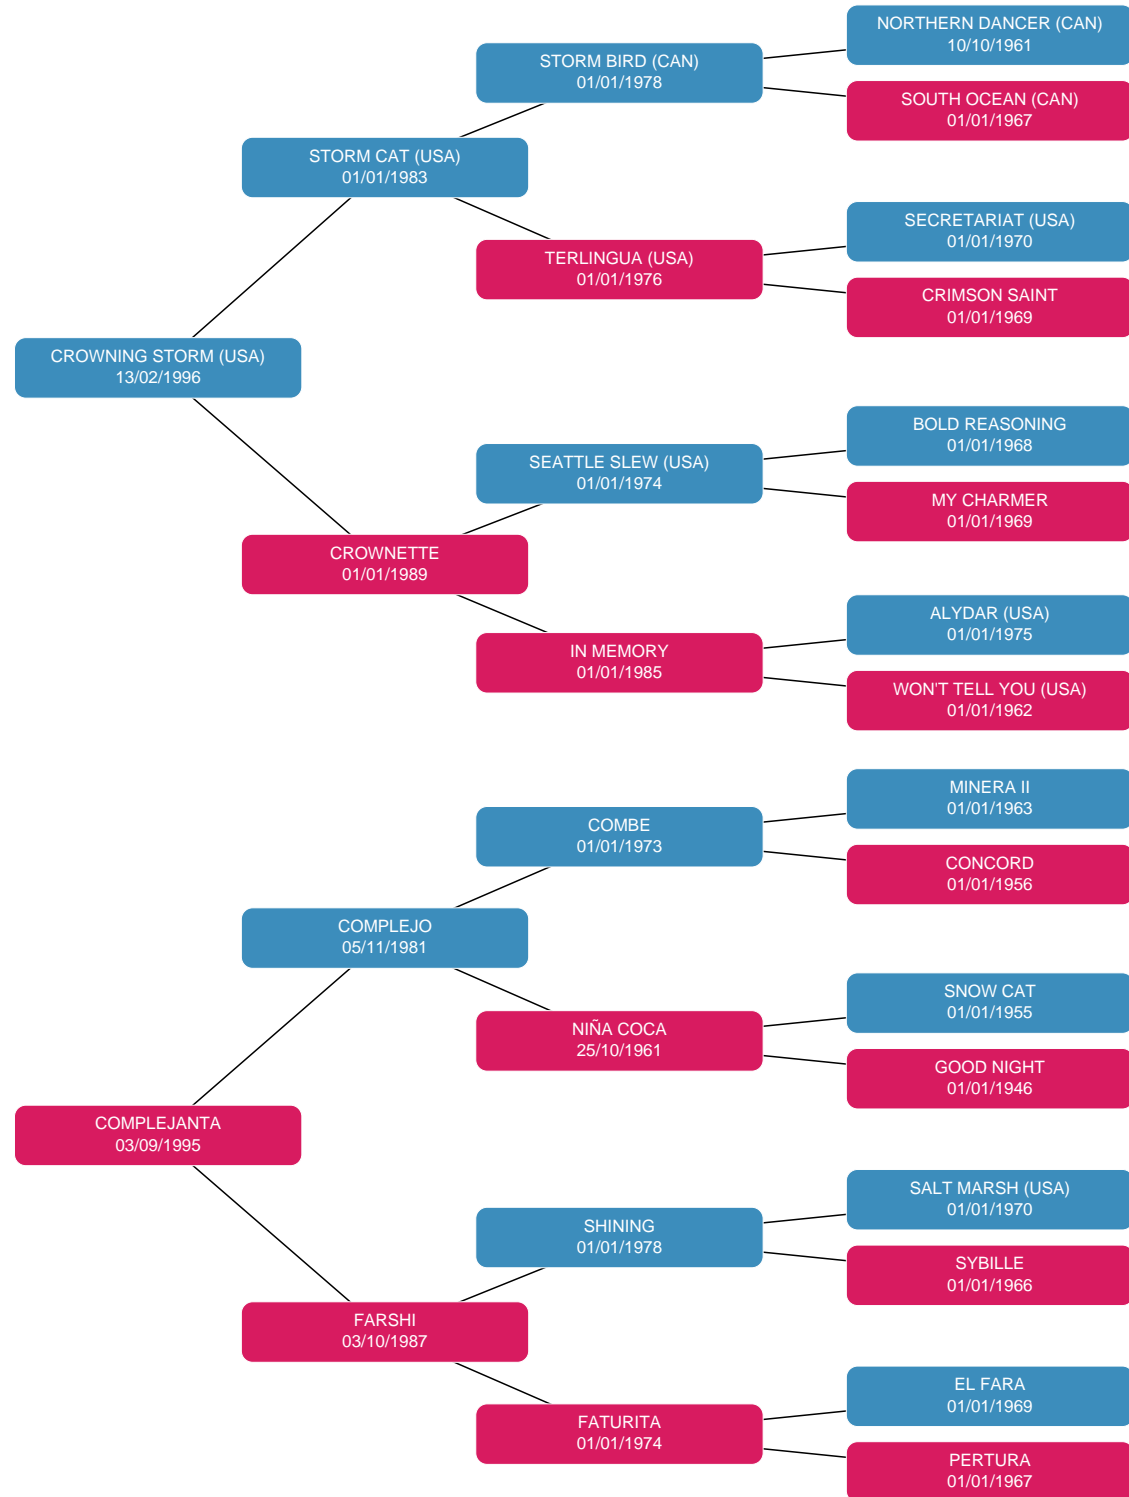 NORTHERN DANCER (CAN)
10/10/1961
STORM BIRD (CAN)
01/01/1978
SOUTH OCEAN (CAN)
01/01/1967
STORM CAT (USA)
01/01/1983
SECRETARIAT (USA)
01/01/1970
TERLINGUA (USA)
01/01/1976
CRIMSON SAINT
01/01/1969
CROWNING STORM (USA)
13/02/1996
BOLD REASONING
01/01/1968
SEATTLE SLEW (USA)
01/01/1974
MY CHARMER
01/01/1969
CROWNETTE
01/01/1989
ALYDAR (USA)
01/01/1975
IN MEMORY
01/01/1985
WON'T TELL YOU (USA)
01/01/1962
MINERA II
01/01/1963
COMBE
01/01/1973
CONCORD
01/01/1956
COMPLEJO
05/11/1981
SNOW CAT
01/01/1955
NIÑA COCA
25/10/1961
GOOD NIGHT
01/01/1946
COMPLEJANTA
03/09/1995
SALT MARSH (USA)
01/01/1970
SHINING
01/01/1978
SYBILLE
01/01/1966
FARSHI
03/10/1987
EL FARA
01/01/1969
FATURITA
01/01/1974
PERTURA
01/01/1967